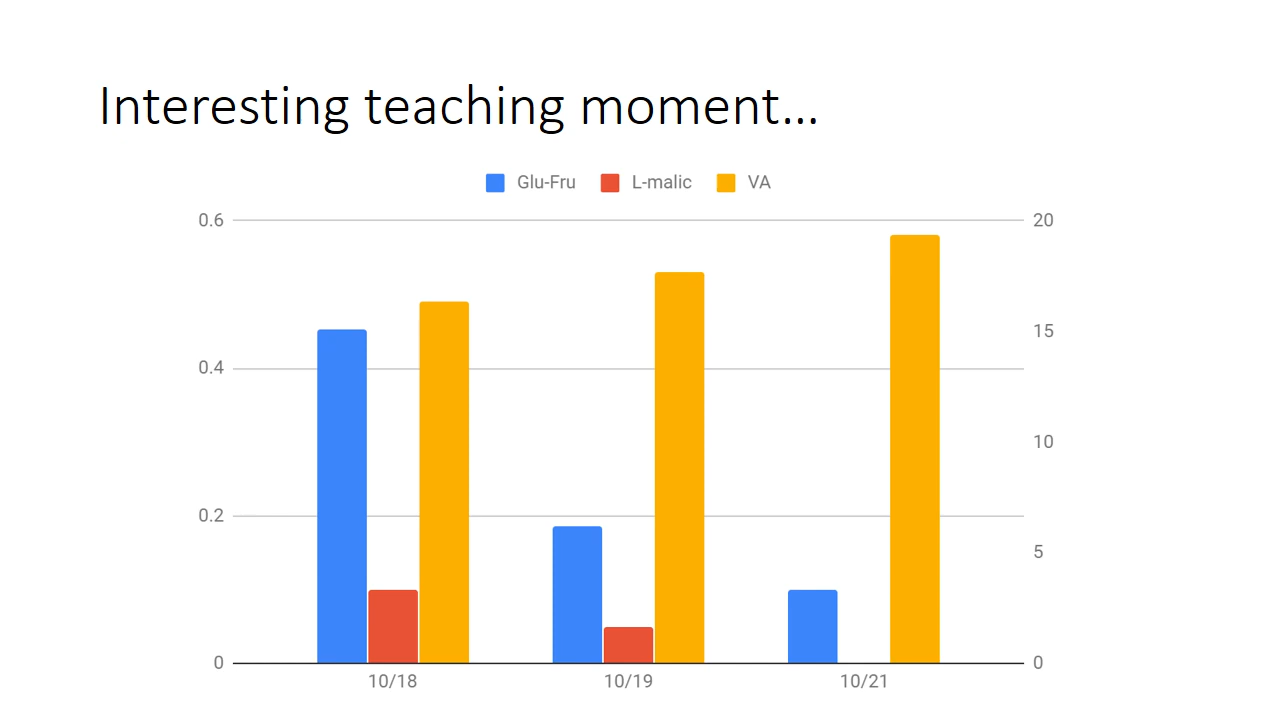 Interesting teaching moment...
Glu-Fru L-malic VA
0.6 20
15
0.4
10
0.2
5
0 0
10/18 10/19 10/21